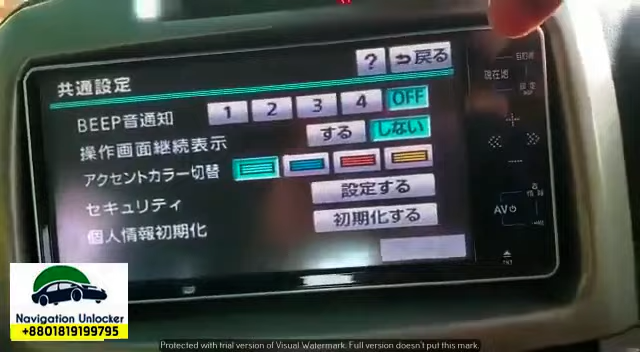 ? ⮌戻る
共通設定
BEEP音通知 1 2 3 4 OFF
操作画面継続表示 する しない
アクセントカラー切替
セキュリティ 設定する
個人情報初期化 初期化する
現在地
AV
Navigation Unlocker
+8801819199795
Protected with trial version of Visual Watermark. Full version doesn't put this mark.